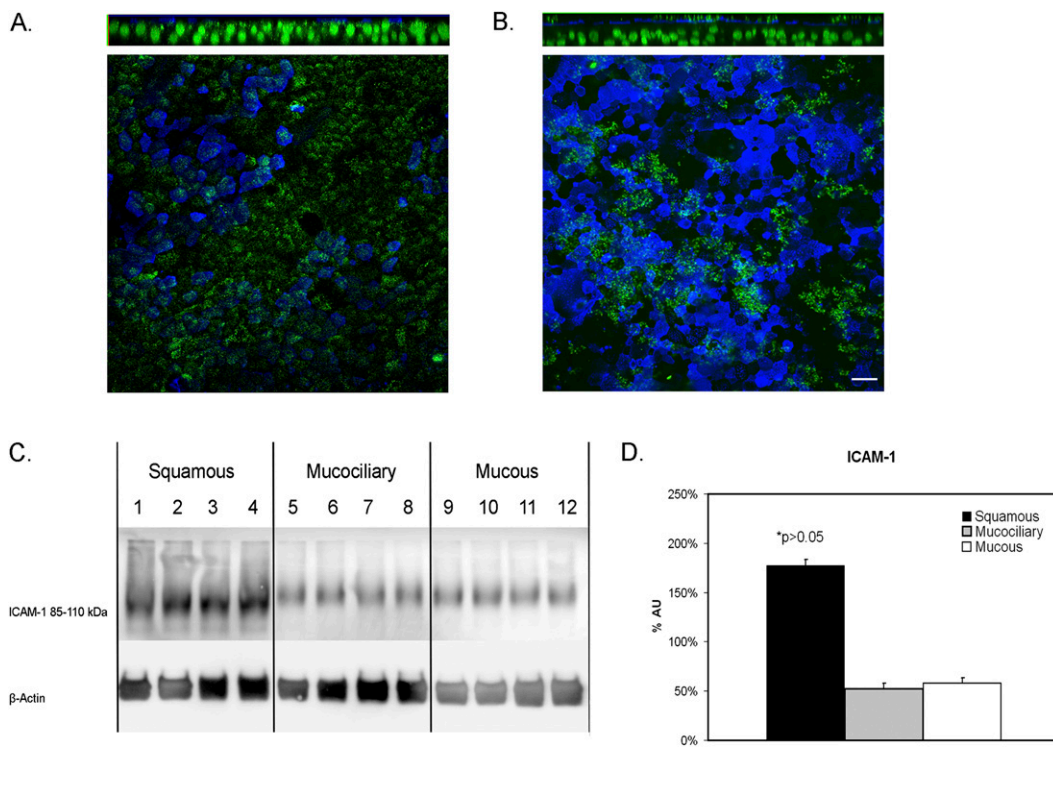 A.
B.
C.
Squamous
Mucociliary
Mucous
1 2 3 4 5 6 7 8 9 10 11 12
ICAM-1 85-110 kDa
β-Actin
D.
ICAM-1
250%
200%
150%
100%
50%
0%
% AU
*p>0.05
Squamous
Mucociliary
Mucous